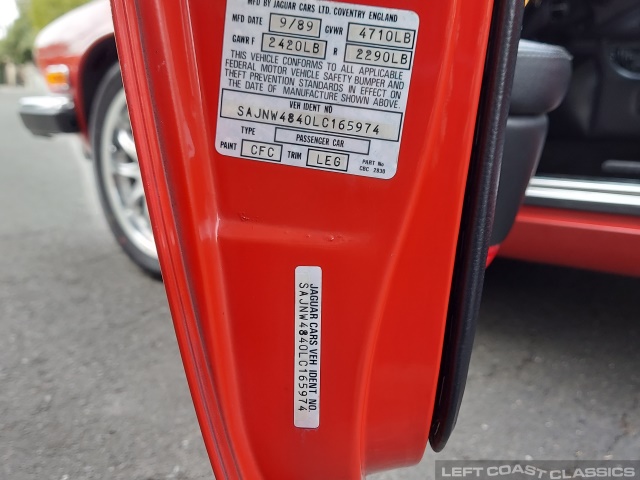 MFD BY JAGUAR CARS LTD. COVENTRY ENGLAND
MFD DATE 9/89 GVWR 4710LB
GAWR F 2420LB R 2290LB
THIS VEHICLE CONFORMS TO ALL APPLICABLE
FEDERAL MOTOR VEHICLE SAFETY BUMPER AND
THEFT PREVENTION STANDARDS IN EFFECT ON
THE DATE OF MANUFACTURE SHOWN ABOVE.
VEH IDENT NO
SAJNW4840LC165974
TYPE PASSENGER CAR
PAINT CFC TRIM LEG PART No
CBC 2830
JAGUAR CARS VEH IDENT NO.
SAJNW4840LC165974
LEFT COAST CLASSICS